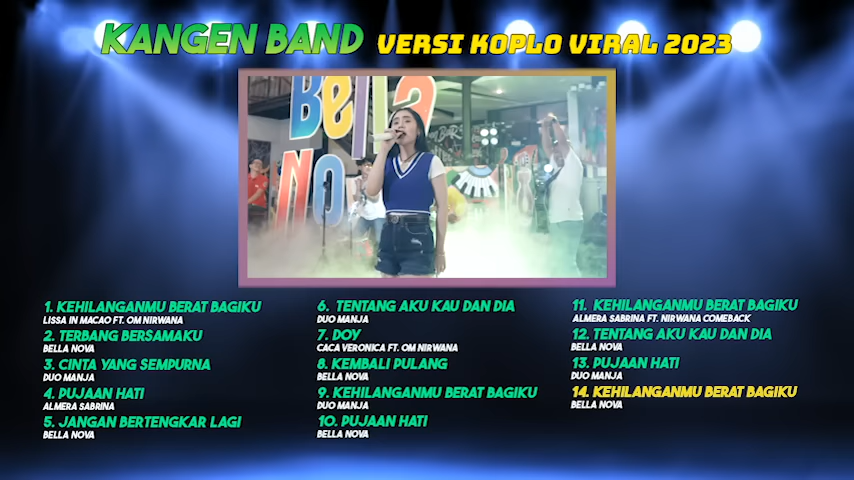 KANGEN BAND VERSI KOPLO VIRAL 2023
Bella
NO
1. KEHILANGANMU BERAT BAGIKU
LISSA IN MACAO FT. OM NIRWANA
2. TERBANG BERSAMAKU
BELLA NOVA
3. CINTA YANG SEMPURNA
DUO MANJA
4. PUJAAN HATI
ALMERA SABRINA
5. JANGAN BERTENGKAR LAGI
BELLA NOVA
6. TENTANG AKU KAU DAN DIA
DUO MANJA
7. DOY
CACA VERONICA FT. OM NIRWANA
8. KEMBALI PULANG
BELLA NOVA
9. KEHILANGANMU BERAT BAGIKU
DUO MANJA
10. PUJAAN HATI
BELLA NOVA
11. KEHILANGANMU BERAT BAGIKU
ALMERA SABRINA FT. NIRWANA COMEBACK
12. TENTANG AKU KAU DAN DIA
BELLA NOVA
13. PUJAAN HATI
DUO MANJA
14. KEHILANGANMU BERAT BAGIKU
BELLA NOVA